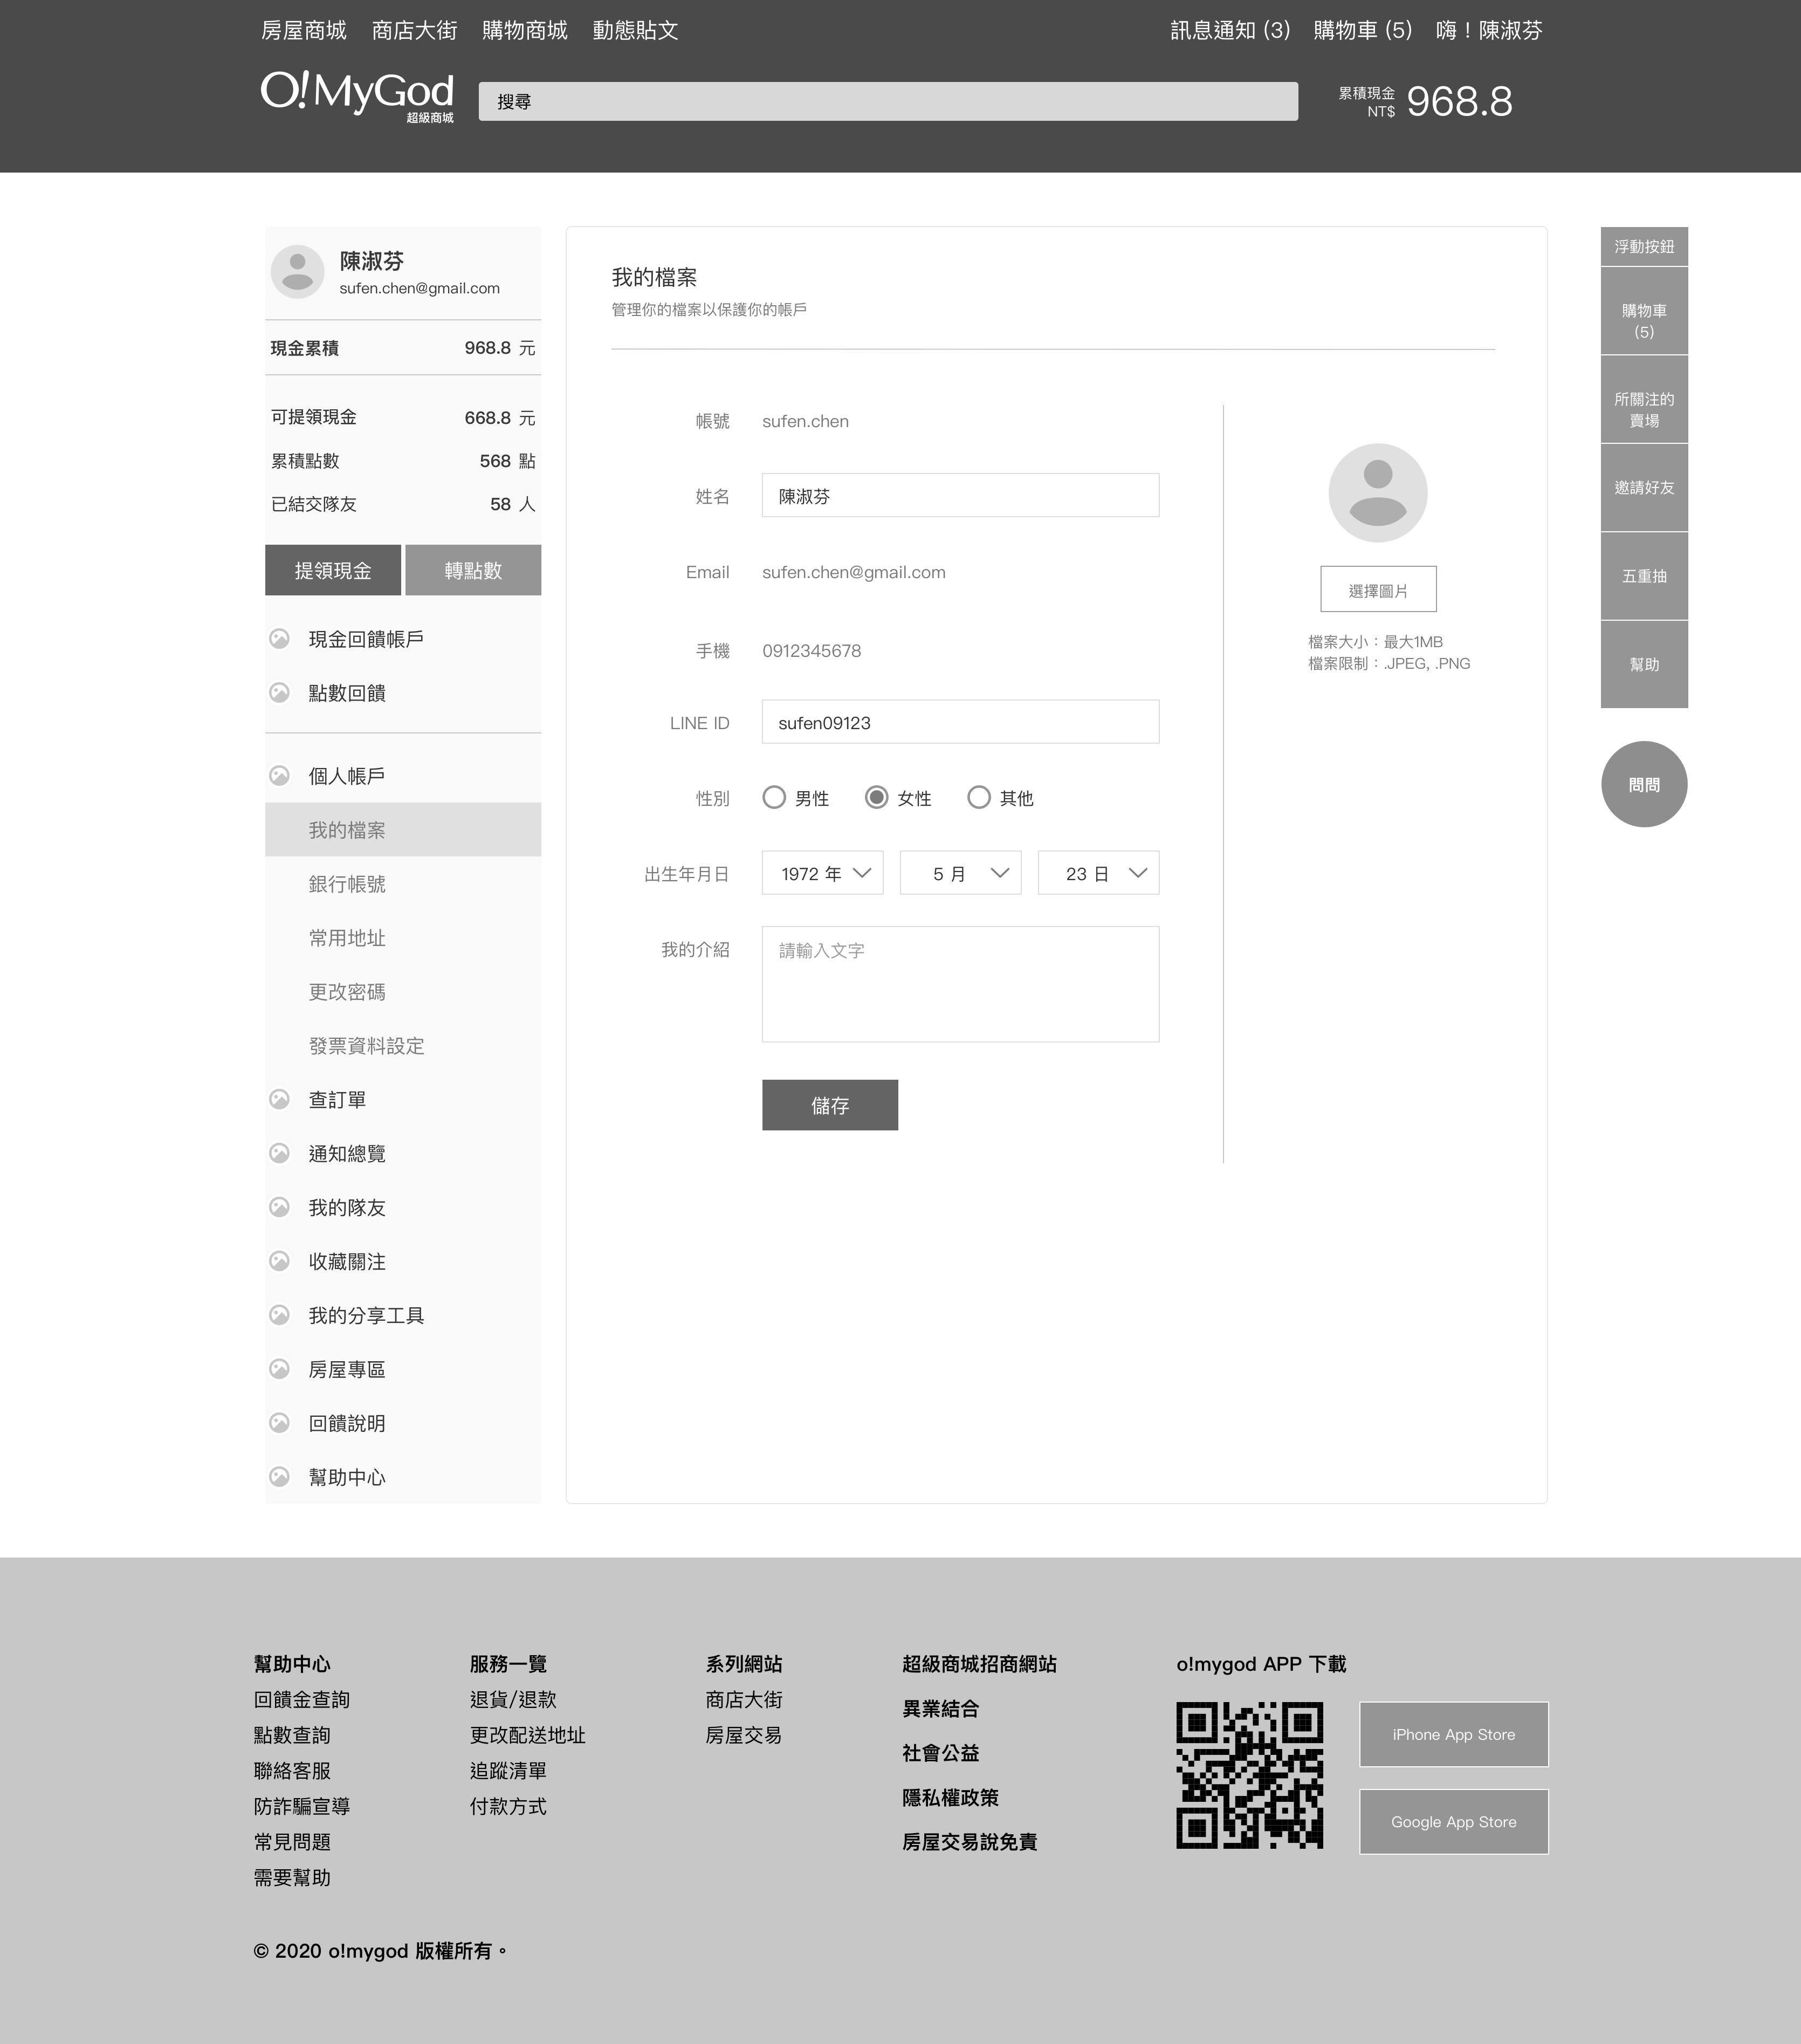 房屋商城 商店大街 購物商城 動態貼文 訊息通知 (3) 購物車 (5) 嗨！陳淑芬
O!MyGod
超級商城
搜尋
累積現金
NT$
968.8
陳淑芬
sufen.chen@gmail.com
現金累積 968.8 元
可提領現金 668.8 元
累積點數 568 點
已結交隊友 58 人
提領現金 轉點數
現金回饋帳戶
點數回饋
個人帳戶
我的檔案
銀行帳號
常用地址
更改密碼
發票資料設定
查訂單
通知總覽
我的隊友
收藏關注
我的分享工具
房屋專區
回饋說明
幫助中心
我的檔案
管理你的檔案以保護你的帳戶
帳號 sufen.chen
姓名 陳淑芬
Email sufen.chen@gmail.com
手機 0912345678
LINE ID sufen09123
性別 男性 女性 其他
出生年月日 1972 年 5 月 23 日
我的介紹 請輸入文字
儲存
選擇圖片
檔案大小：最大1MB
檔案限制：.JPEG, .PNG
浮動按鈕
購物車
(5)
所關注的
賣場
邀請好友
五重抽
幫助
問問
幫助中心
回饋金查詢
點數查詢
聯絡客服
防詐騙宣導
常見問題
需要幫助
服務一覽
退貨/退款
更改配送地址
追蹤清單
付款方式
系列網站
商店大街
房屋交易
超級商城招商網站
異業結合
社會公益
隱私權政策
房屋交易說免責
o!mygod APP 下載
iPhone App Store
Google App Store
© 2020 o!mygod 版權所有。